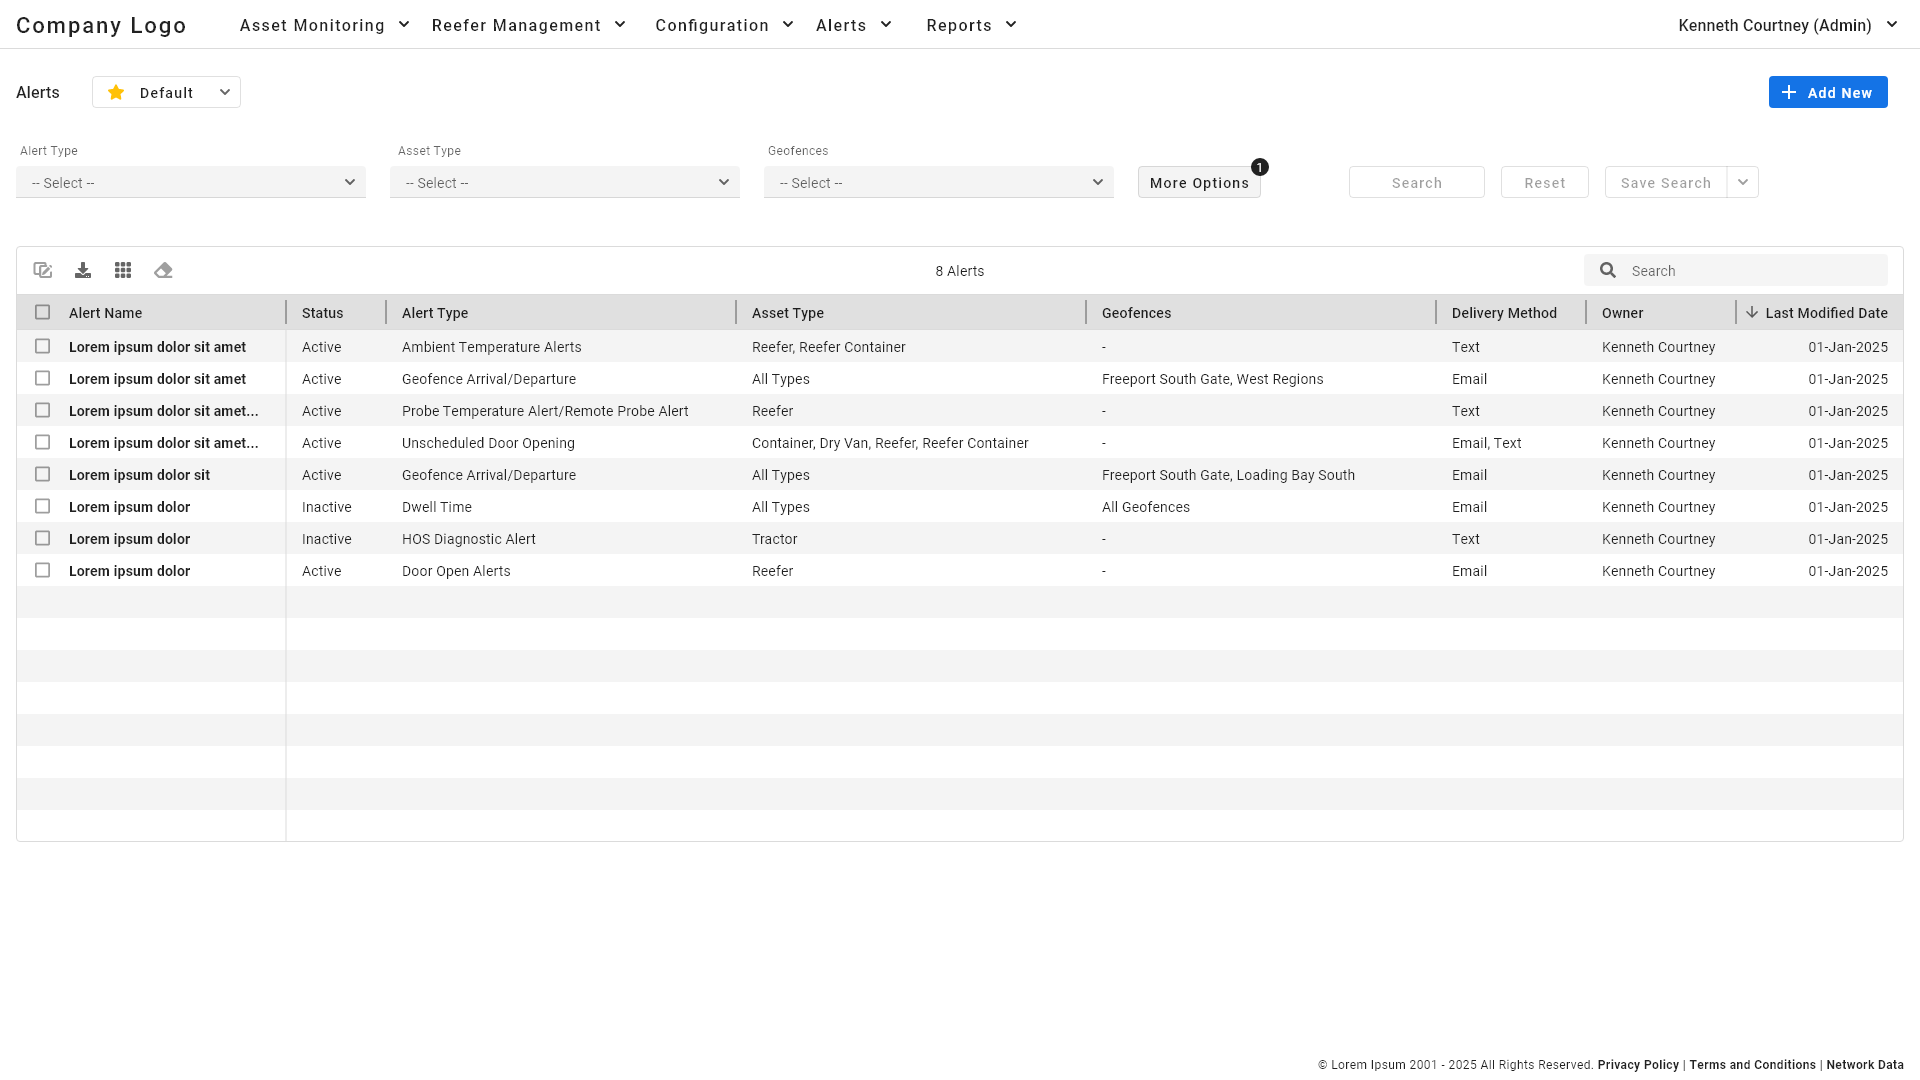 Company Logo Asset Monitoring Reefer Management Configuration Alerts Reports Kenneth Courtney (Admin)
Alerts Default Add New
Alert Type Asset Type Geofences
-- Select -- -- Select -- -- Select -- More Options 1 Search Reset Save Search
8 Alerts Search
Alert Name Status Alert Type Asset Type Geofences Delivery Method Owner Last Modified Date
Lorem ipsum dolor sit amet Active Ambient Temperature Alerts Reefer, Reefer Container - Text Kenneth Courtney 01-Jan-2025
Lorem ipsum dolor sit amet Active Geofence Arrival/Departure All Types Freeport South Gate, West Regions Email Kenneth Courtney 01-Jan-2025
Lorem ipsum dolor sit amet... Active Probe Temperature Alert/Remote Probe Alert Reefer - Text Kenneth Courtney 01-Jan-2025
Lorem ipsum dolor sit amet... Active Unscheduled Door Opening Container, Dry Van, Reefer, Reefer Container - Email, Text Kenneth Courtney 01-Jan-2025
Lorem ipsum dolor sit Active Geofence Arrival/Departure All Types Freeport South Gate, Loading Bay South Email Kenneth Courtney 01-Jan-2025
Lorem ipsum dolor Inactive Dwell Time All Types All Geofences Email Kenneth Courtney 01-Jan-2025
Lorem ipsum dolor Inactive HOS Diagnostic Alert Tractor - Text Kenneth Courtney 01-Jan-2025
Lorem ipsum dolor Active Door Open Alerts Reefer - Email Kenneth Courtney 01-Jan-2025
© Lorem Ipsum 2001 - 2025 All Rights Reserved. Privacy Policy | Terms and Conditions | Network Data